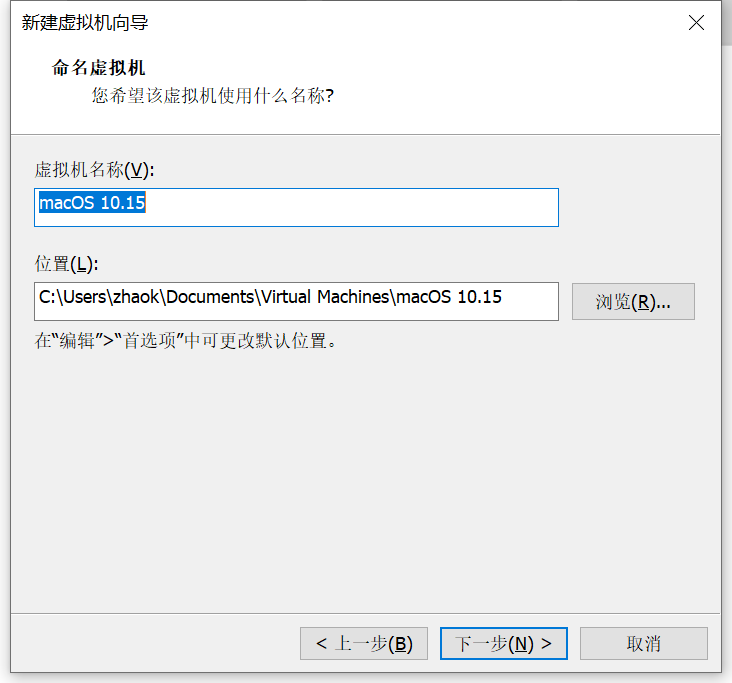 新建虚拟机向导
命名虚拟机
您希望该虚拟机使用什么名称?
虚拟机名称(V):
macOS 10.15
位置(L):
C:\Users\zhaok\Documents\Virtual Machines\macOS 10.15
浏览(R)...
在“编辑”>“首选项”中可更改默认位置。
< 上一步(B)
下一步(N) >
取消